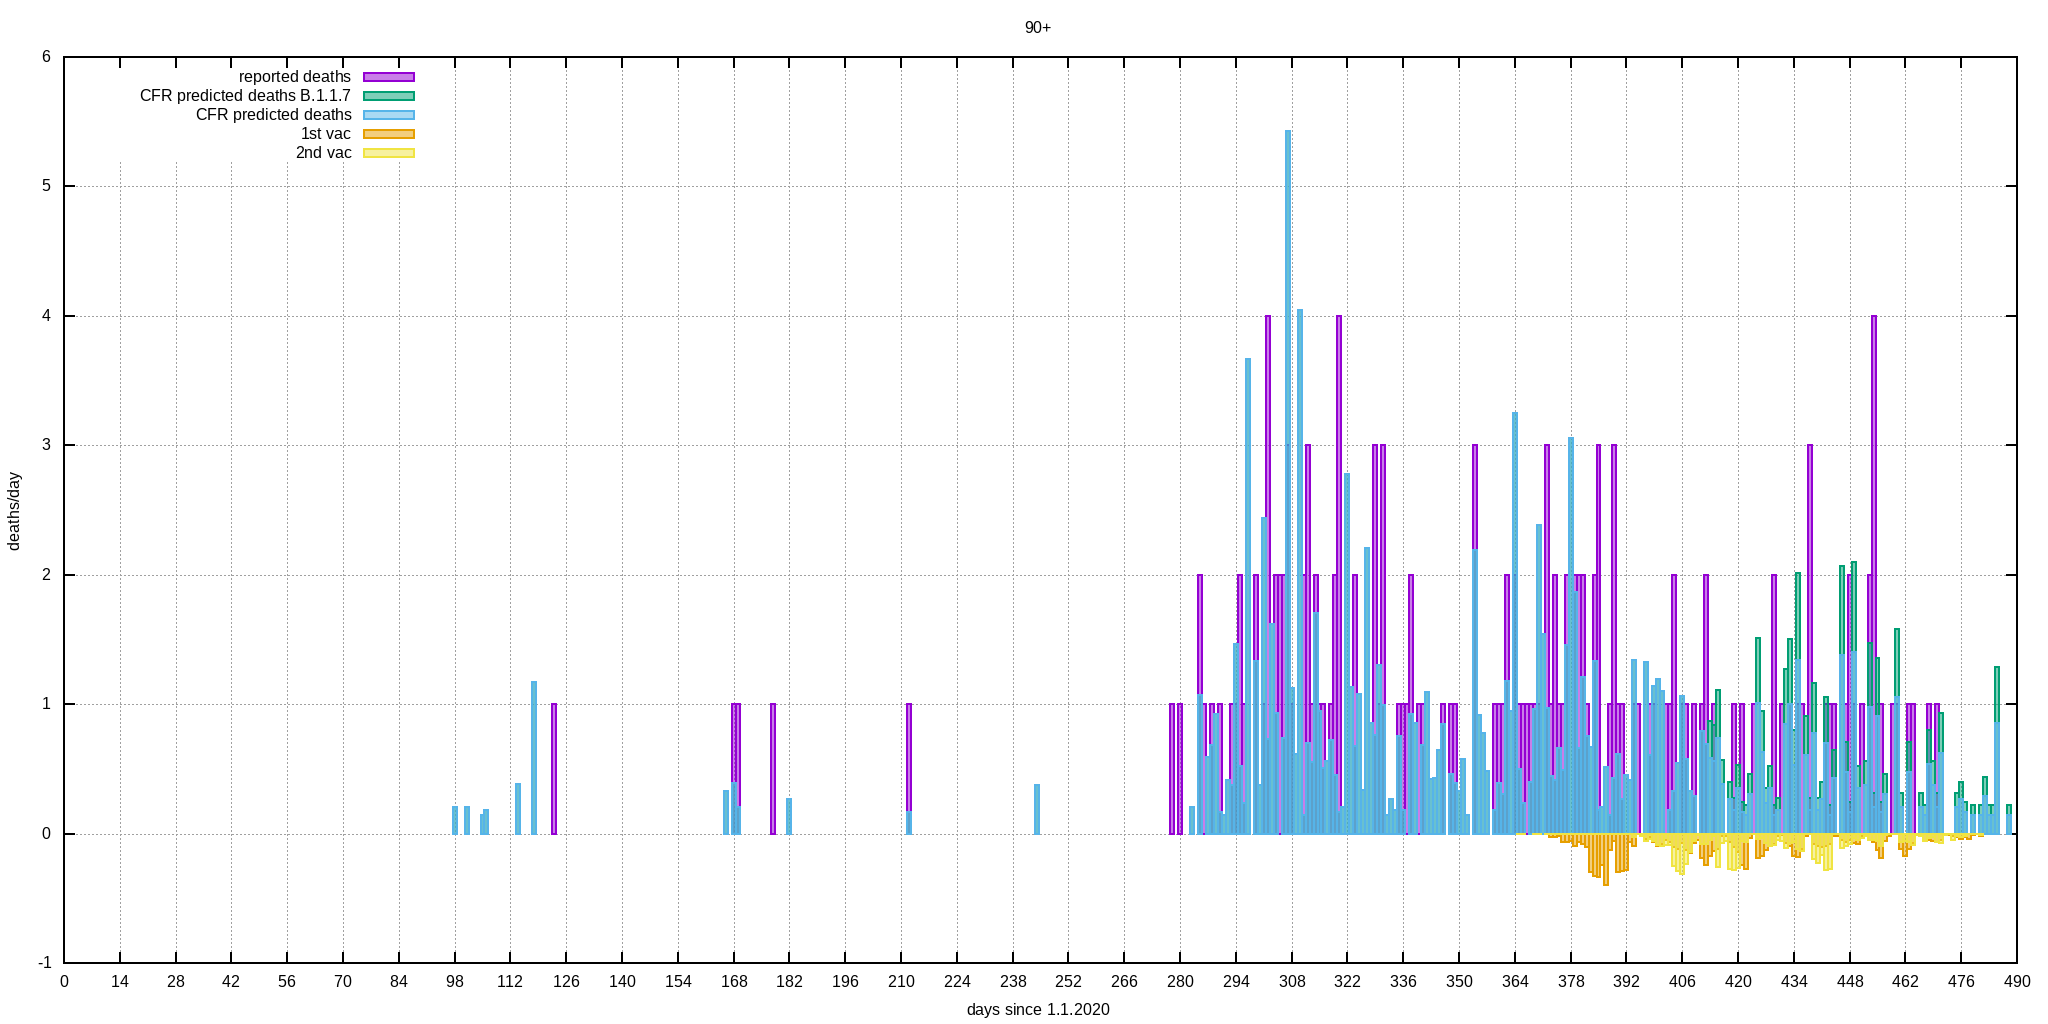 90+
reported deaths
CFR predicted deaths B.1.1.7
CFR predicted deaths
1st vac
2nd vac
6
5
4
3
2
1
0
-1
deaths/day
0 14 28 42 56 70 84 98 112 126 140 154 168 182 196 210 224 238 252 266 280 294 308 322 336 350 364 378 392 406 420 434 448 462 476 490
days since 1.1.2020